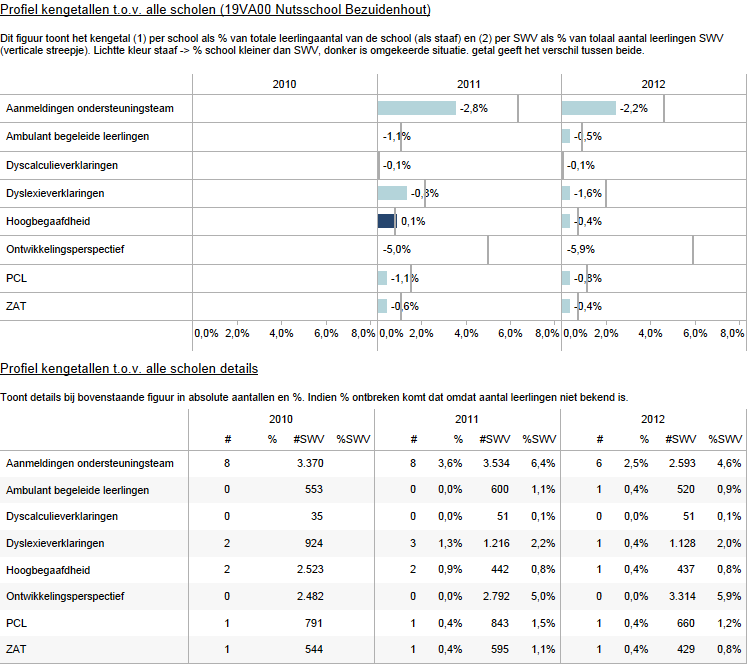 Profiel kengetallen t.o.v. alle scholen (19VA00 Nutsschool Bezuidenhout)
Dit figuur toont het kengetal (1) per school als % van totale leerlingaantal van de school (als staaf) en (2) per SWV als % van tolaal aantal leerlingen SWV
(verticale streepje). Lichtte kleur staaf -> % school kleiner dan SWV, donker is omgekeerde situatie. getal geeft het verschil tussen beide.
2010 2011 2012
Aanmeldingen ondersteuningsteam -2,8% -2,2%
Ambulant begeleide leerlingen -1,1% -0,5%
Dyscalculieverklaringen -0,1% -0,1%
Dyslexieverklaringen -0,8% -1,6%
Hoogbegaafdheid 0,1% -0,4%
Ontwikkelingsperspectief -5,0% -5,9%
PCL -1,1% -0,8%
ZAT -0,6% -0,4%
0,0% 2,0% 4,0% 6,0% 8,0% 0,0% 2,0% 4,0% 6,0% 8,0% 0,0% 2,0% 4,0% 6,0% 8,0%
Profiel kengetallen t.o.v. alle scholen details
Toont details bij bovenstaande figuur in absolute aantallen en %. Indien % ontbreken komt dat omdat aantal leerlingen niet bekend is.
2010 2011 2012
# % #SWV %SWV # % #SWV %SWV # % #SWV %SWV
Aanmeldingen ondersteuningsteam 8 3.370 8 3,6% 3.534 6,4% 6 2,5% 2.593 4,6%
Ambulant begeleide leerlingen 0 553 0 0,0% 600 1,1% 1 0,4% 520 0,9%
Dyscalculieverklaringen 0 35 0 0,0% 51 0,1% 0 0,0% 51 0,1%
Dyslexieverklaringen 2 924 3 1,3% 1.216 2,2% 1 0,4% 1.128 2,0%
Hoogbegaafdheid 2 2.523 2 0,9% 442 0,8% 1 0,4% 437 0,8%
Ontwikkelingsperspectief 0 2.482 0 0,0% 2.792 5,0% 0 0,0% 3.314 5,9%
PCL 1 791 1 0,4% 843 1,5% 1 0,4% 660 1,2%
ZAT 1 544 1 0,4% 595 1,1% 1 0,4% 429 0,8%